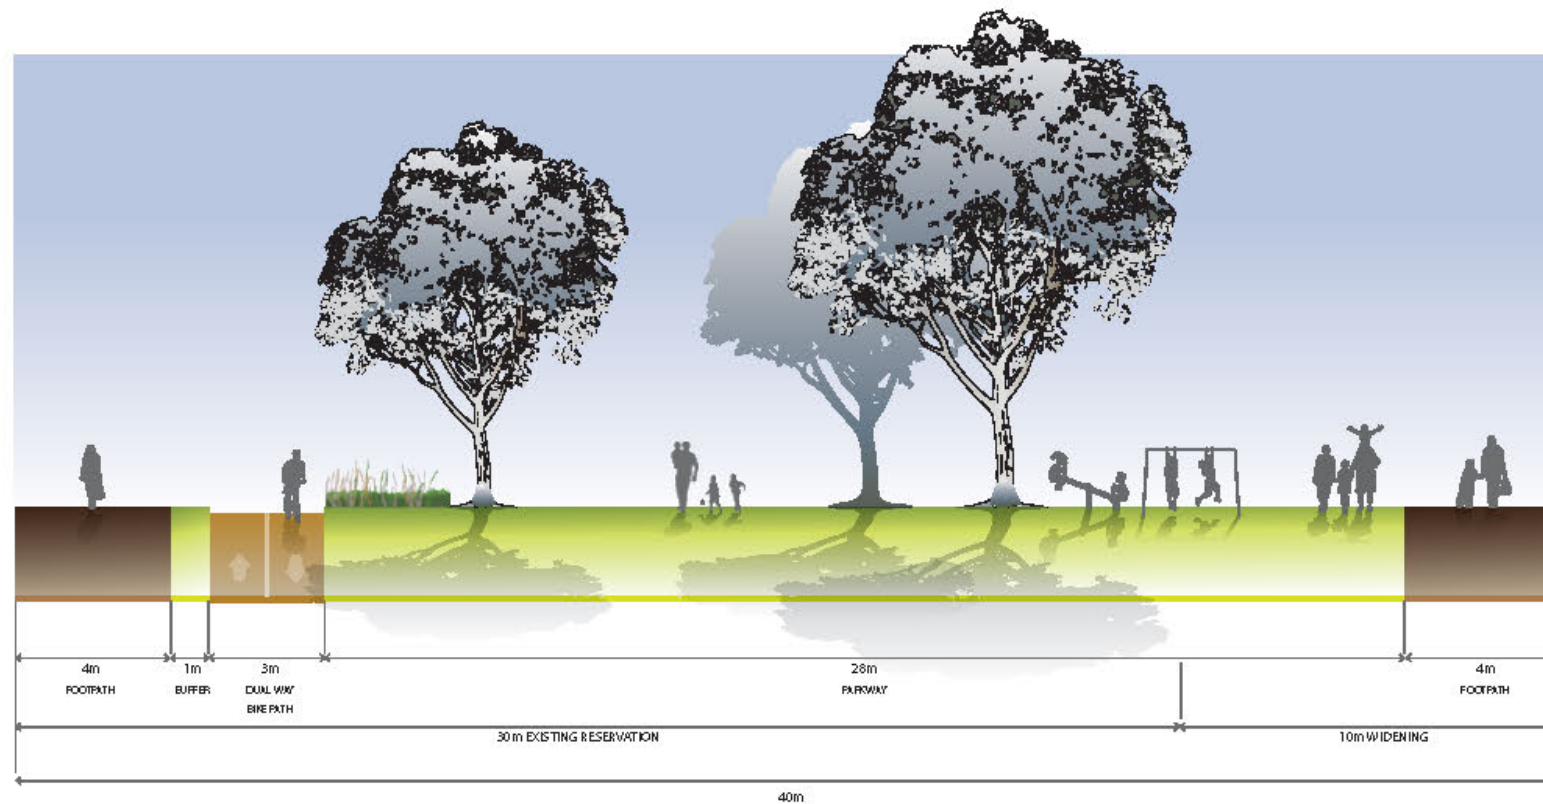 4m
FOOTPATH
1m
BUFFER
3m
DUAL WAY
BIKE PATH
28m
PARKWAY
4m
FOOTPATH
30m EXISTING RESERVATION
10m WIDENING
40m